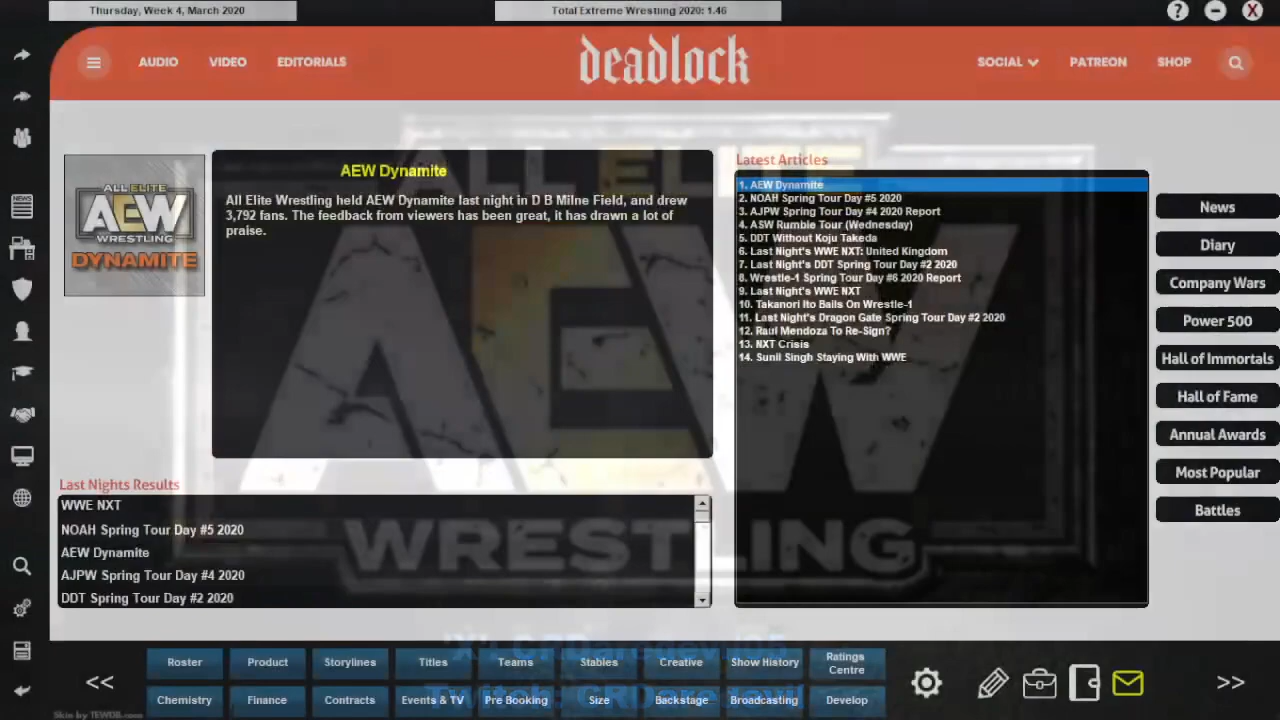 Thursday, Week 4, March 2020
Total Extreme Wrestling 2020: 1.46
AUDIO
VIDEO
EDITORIALS
deadlock
SOCIAL
PATREON
SHOP
ALL ELITE
AEW
WRESTLING
DYNAMITE
AEW Dynamite
All Elite Wrestling held AEW Dynamite last night in D B Milne Field, and drew
3,792 fans. The feedback from viewers has been great, it has drawn a lot of
praise.
Latest Articles
1. AEW Dynamite
2. NOAH Spring Tour Day #5 2020
3. AJPW Spring Tour Day #4 2020 Report
4. ASW Rumble Tour (Wednesday)
5. DDT Without Koju Takeda
6. Last Night's WWE NXT: United Kingdom
7. Last Night's DDT Spring Tour Day #2 2020
8. Wrestle-1 Spring Tour Day #6 2020 Report
9. Last Night's WWE NXT
10. Takanori Ito Bails On Wrestle-1
11. Last Night's Dragon Gate Spring Tour Day #2 2020
12. Raul Mendoza To Re-Sign?
13. NXT Crisis
14. Sunil Singh Staying With WWE
News
Diary
Company Wars
Power 500
Hall of Immortals
Hall of Fame
Annual Awards
Most Popular
Battles
Last Nights Results
WWE NXT
NOAH Spring Tour Day #5 2020
AEW Dynamite
AJPW Spring Tour Day #4 2020
DDT Spring Tour Day #2 2020
ALL ELITE
AEW
WRESTLING
Roster
Product
Storylines
Titles
Teams
Stables
Creative
Show History
Ratings
Centre
Chemistry
Finance
Contracts
Events & TV
Pre Booking
Size
Backstage
Broadcasting
Develop
<<
>>
NEWS
Skin by TEWDB.com